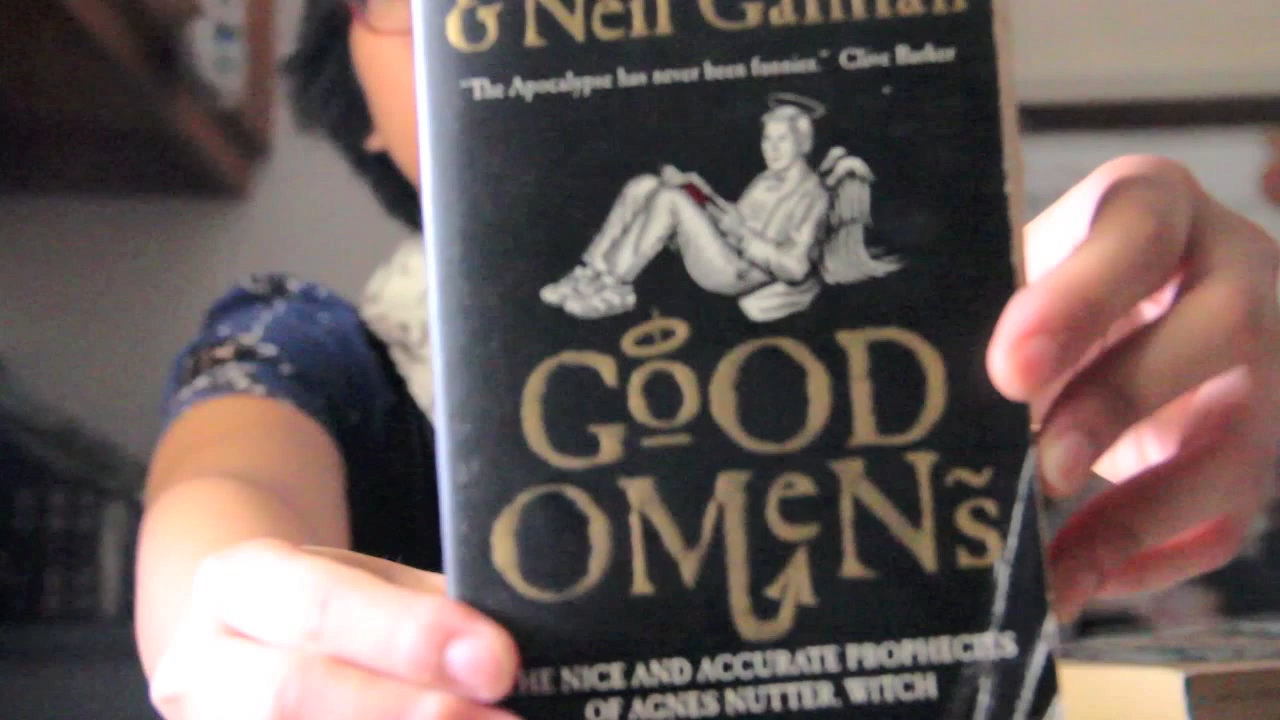 & Neil Gaiman
"The Apocalypse has never been funnier." Clive Barker
GOOD
OMENS
THE NICE AND ACCURATE PROPHECIES
OF AGNES NUTTER, WITCH